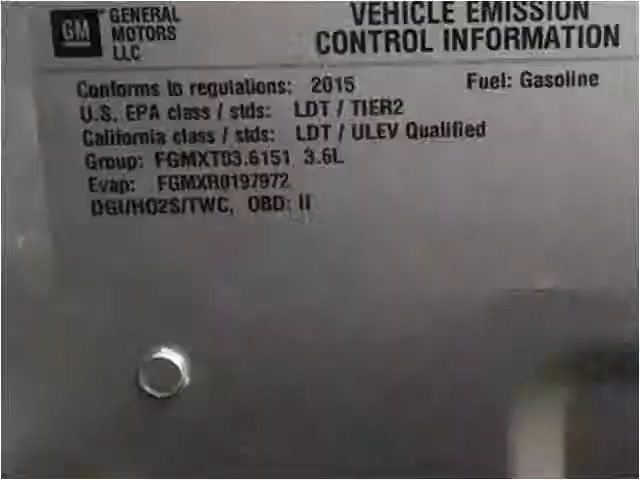 GM
GENERAL MOTORS LLC
VEHICLE EMISSION
CONTROL INFORMATION
Conforms to regulations: 2015
Fuel: Gasoline
U.S. EPA class / stds: LDT / TIER2
California class / stds: LDT / ULEV Qualified
Group: FGMXT03.6151 3.6L
Evap: FGMXR0197972
DGI/HO2S/TWC, OBD: II